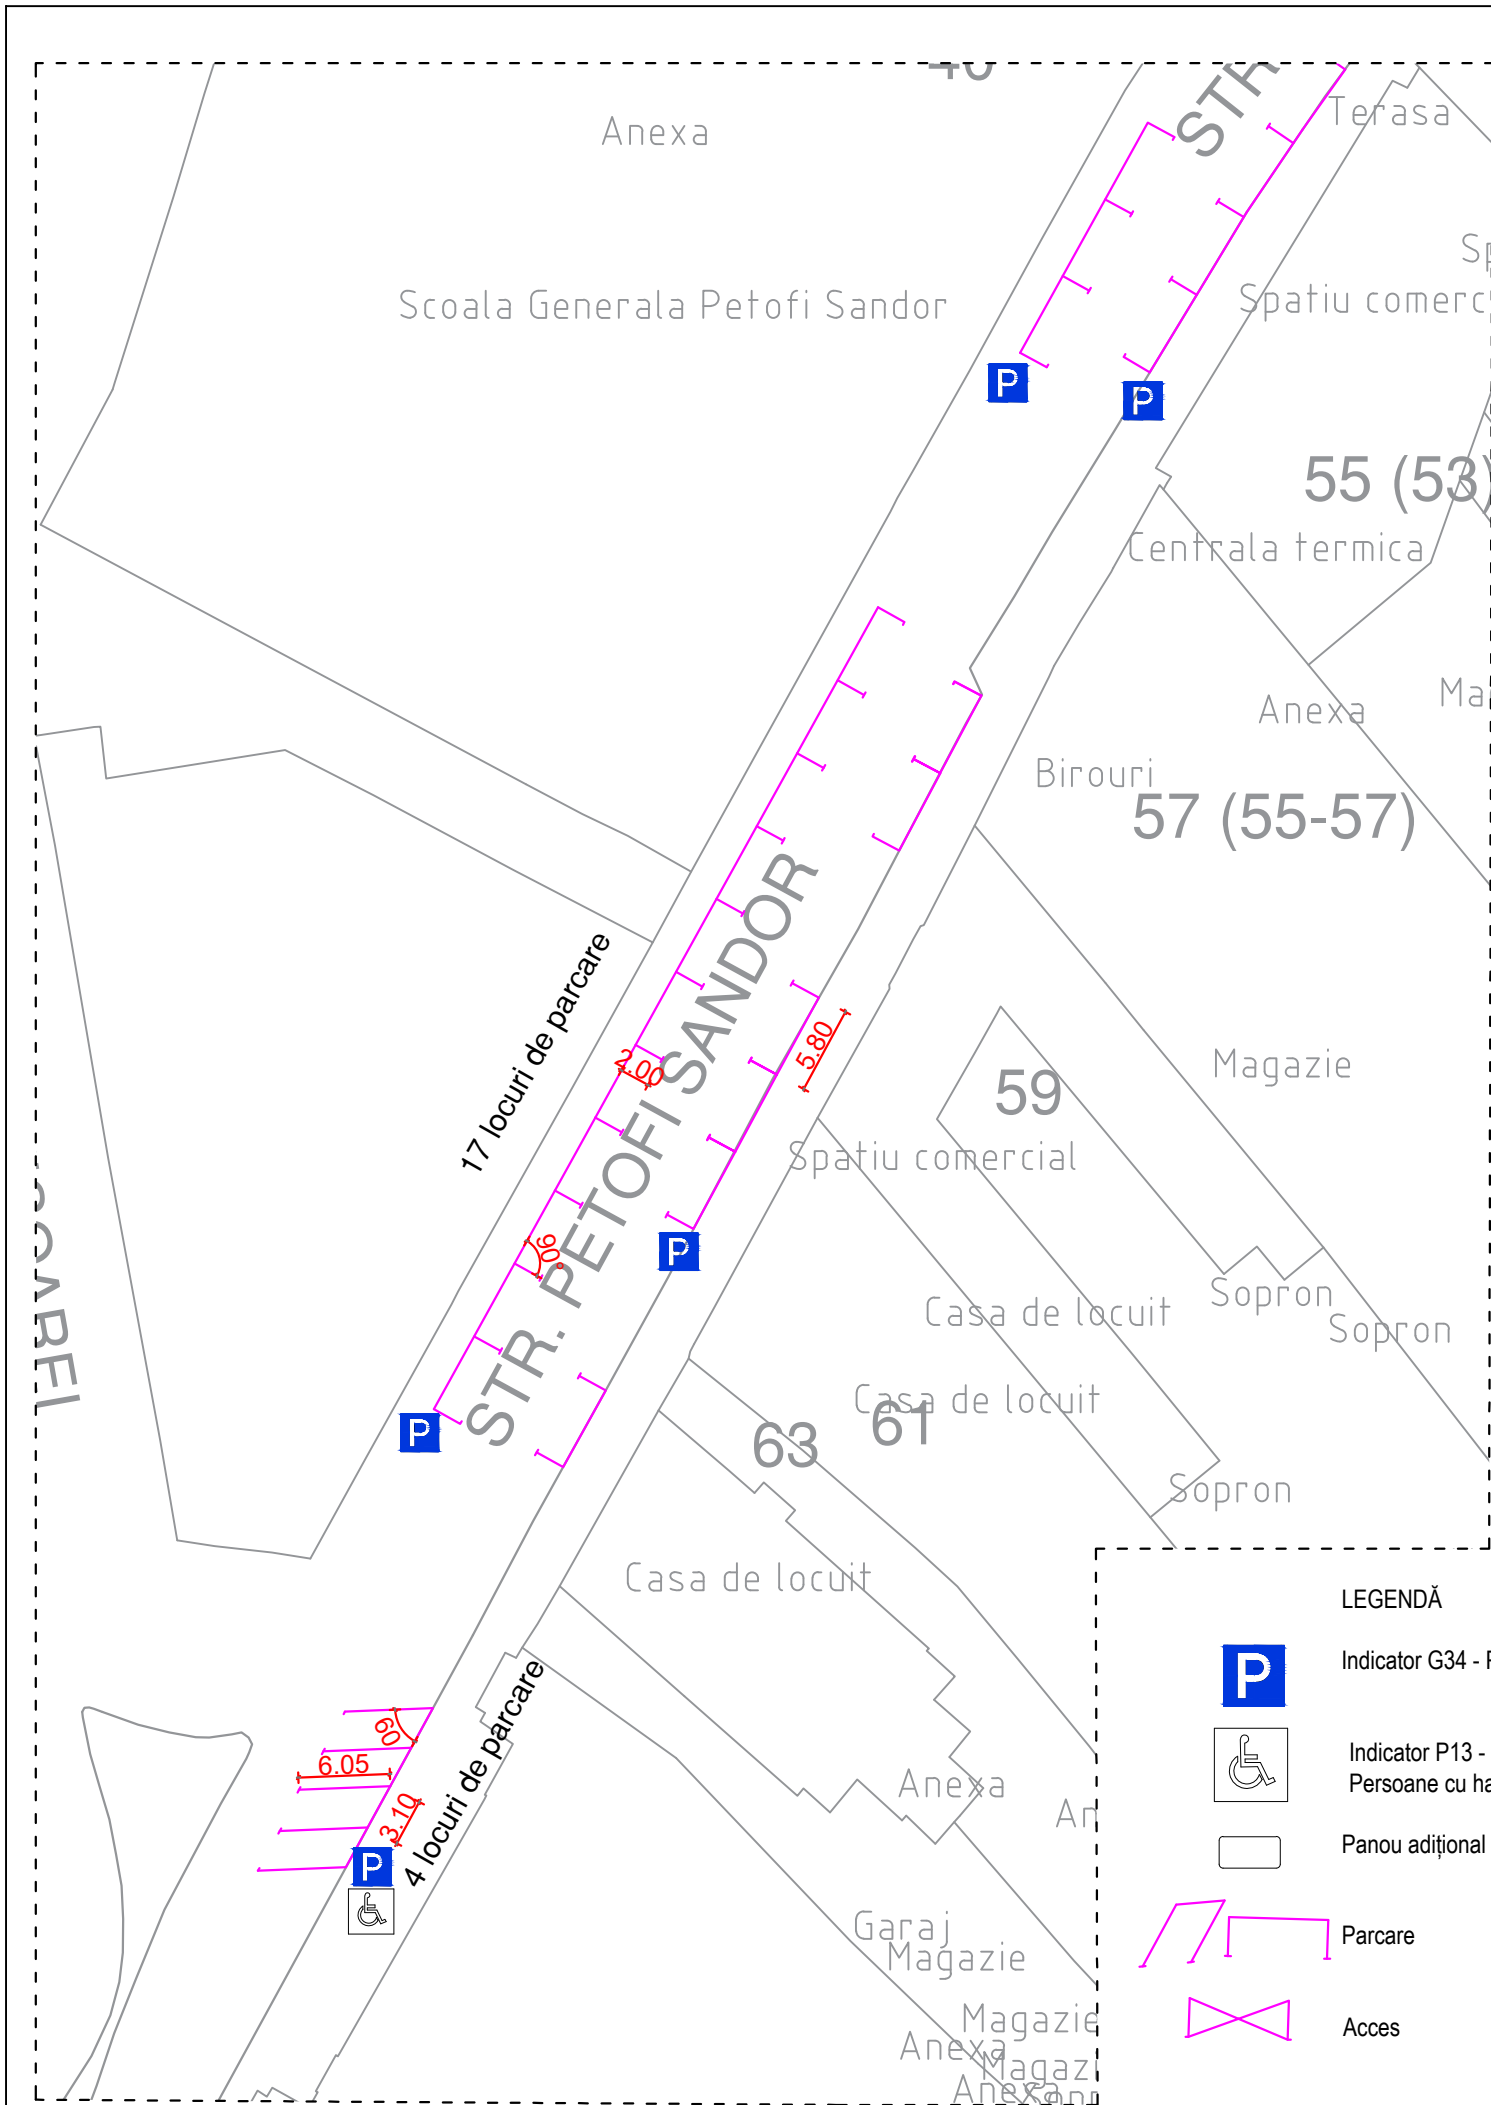 Anexa
STR
Terasa
Scoala Generala Petofi Sandor
Spatiu comerc
P
P
55 (53)
Centrala termica
Anexa
Birouri
57 (55-57)
17 locuri de parcare
STR. PETOFI SANDOR
2.00
5.80
90°
59
Magazie
Spatiu comercial
P
Sopron
Casa de locuit
Sopron
Casa de locuit
61
63
P
Sopron
Casa de locuit
60
6.05
3.10
4 locuri de parcare
P
Anexa
Garaj
Magazie
Magazie
Anexa
Magazi
Anexa
LEGENDĂ
P
Indicator G34 - P
Indicator P13 -
Persoane cu ha
Panou adițional
Parcare
Acces